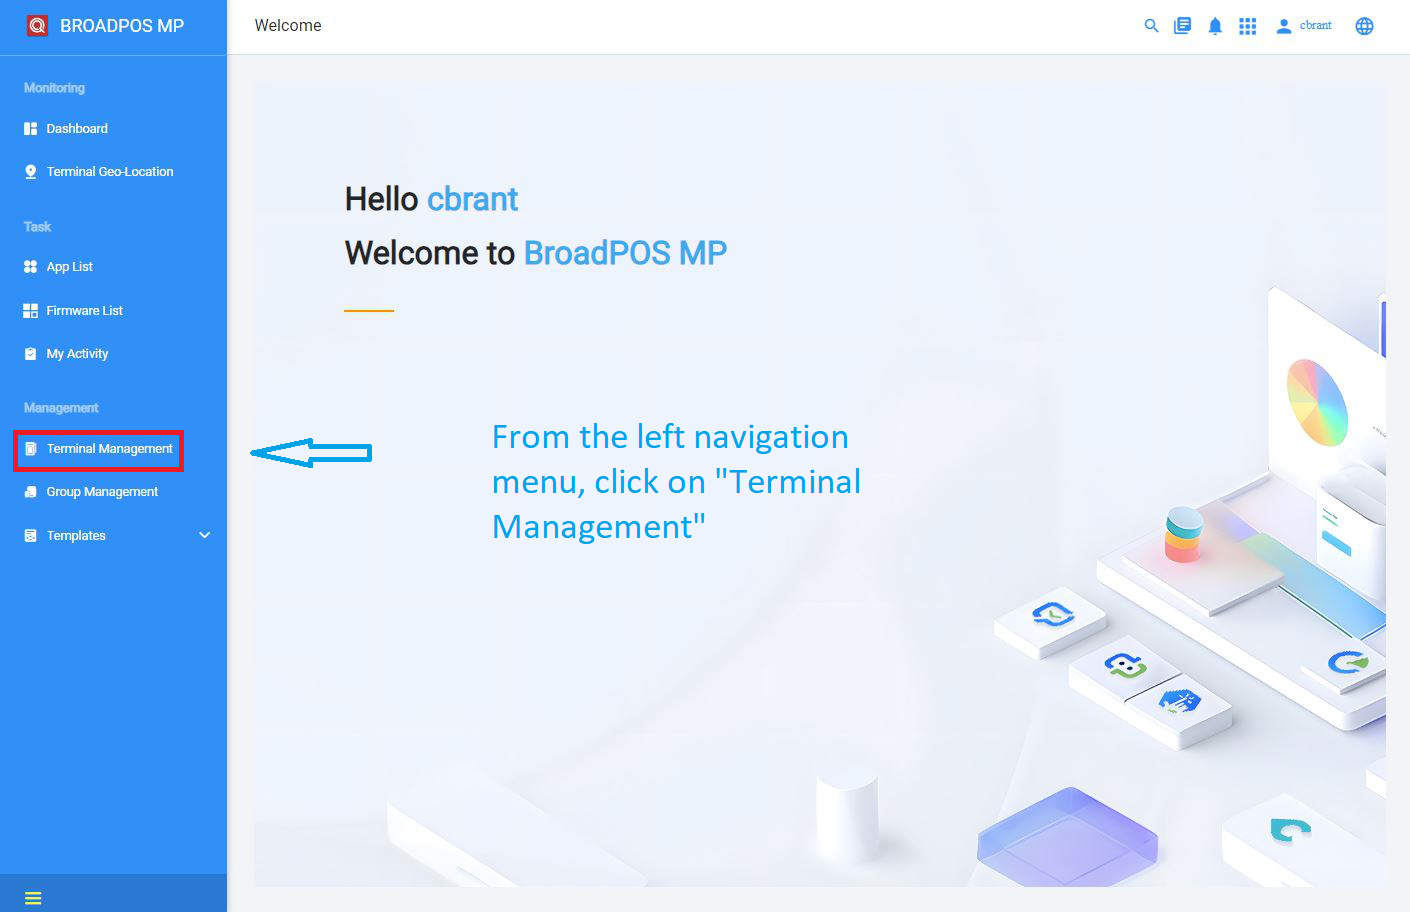 BROADPOS MP
Welcome
cbrant
Monitoring
Dashboard
Terminal Geo-Location
Task
App List
Firmware List
My Activity
Management
Terminal Management
Group Management
Templates
Hello cbrant
Welcome to BroadPOS MP
From the left navigation
menu, click on "Terminal
Management"